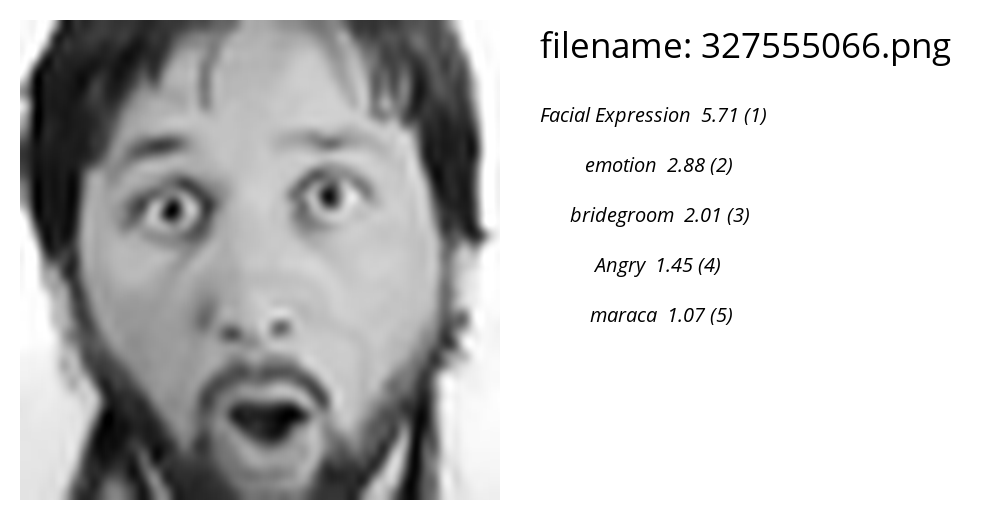 filename: 327555066.png
Facial Expression 5.71 (1)
emotion 2.88 (2)
bridegroom 2.01 (3)
Angry 1.45 (4)
maraca 1.07 (5)